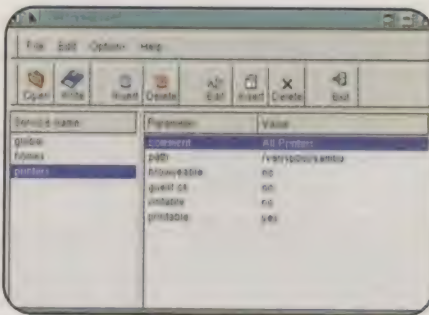 File Edit Options Help
Open Write Insert Delete Edit Insert Delete Exit
Service name Parameter Value
global comment All Printers
homes path /var/spool/samba
printers browseable no
guest ok no
writable no
printable yes